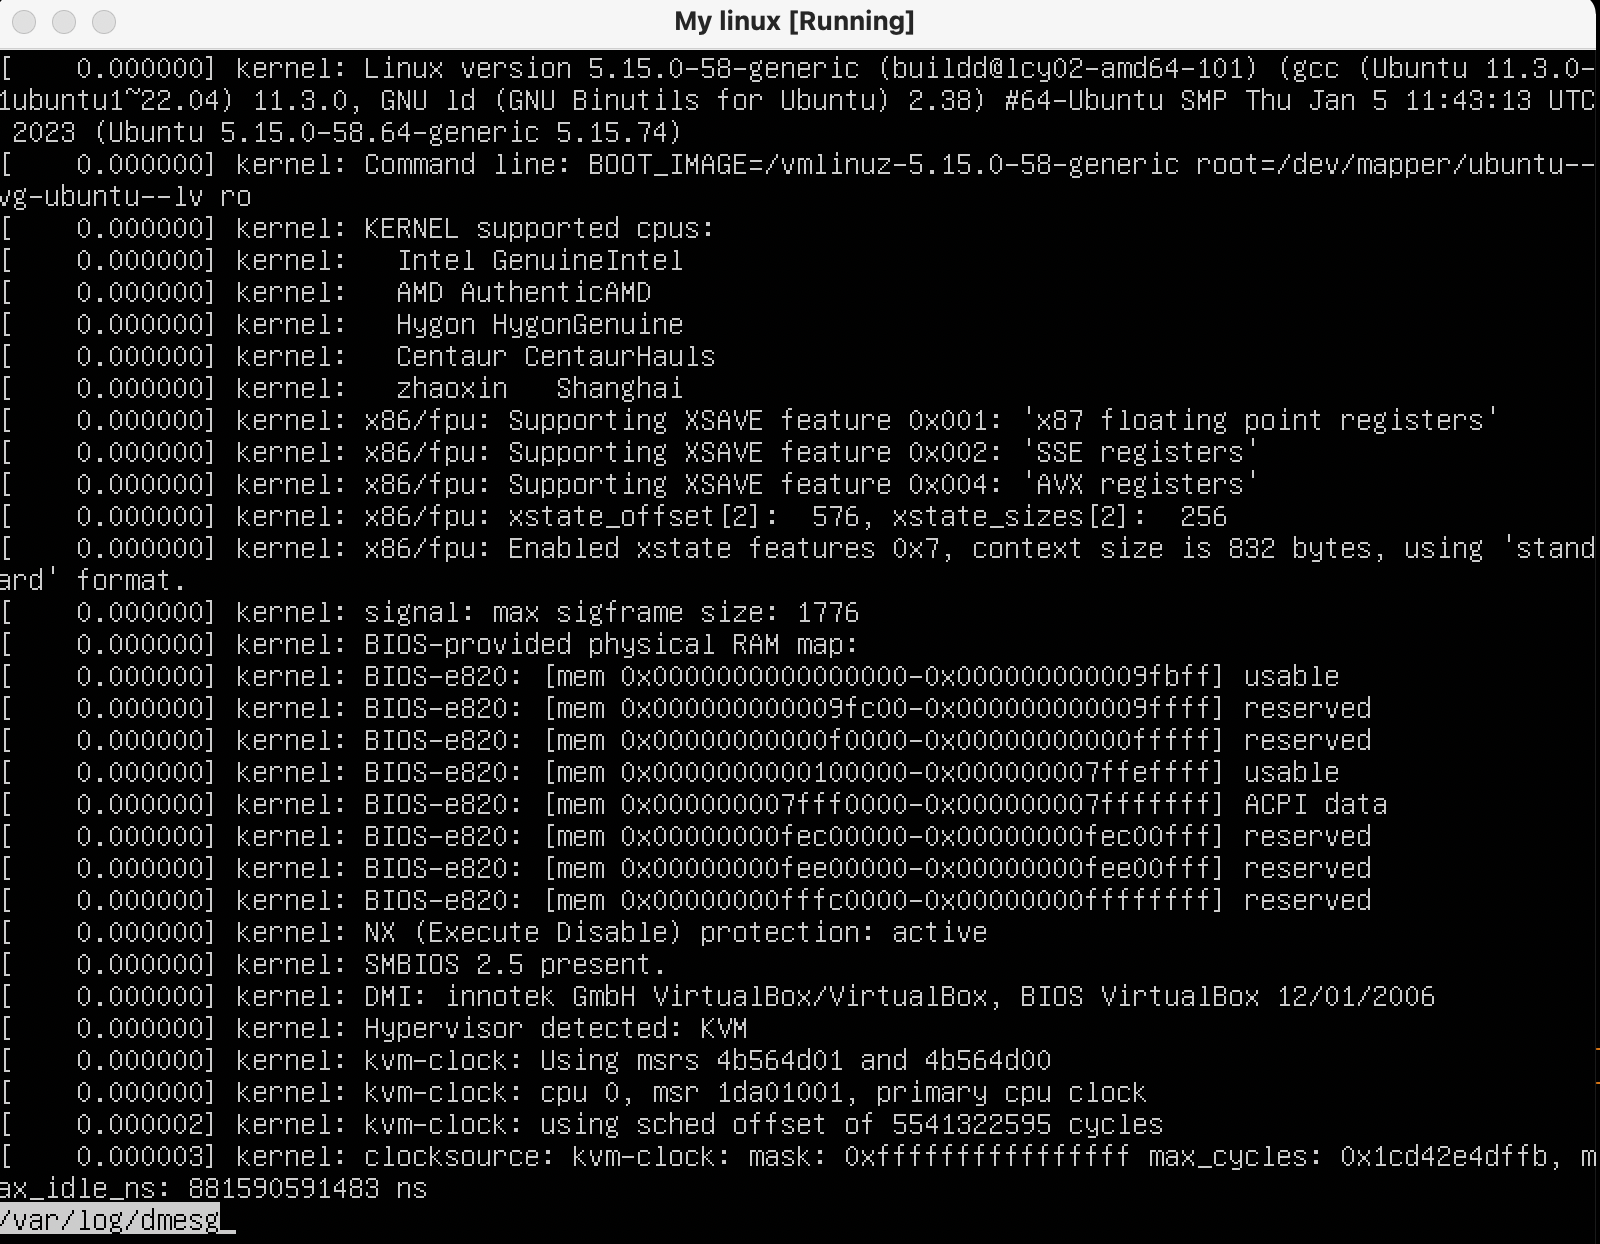 My linux [Running]
[    0.000000] kernel: Linux version 5.15.0-58-generic (buildd@lcy02-amd64-101) (gcc (Ubuntu 11.3.0-
1ubuntu1~22.04) 11.3.0, GNU ld (GNU Binutils for Ubuntu) 2.38) #64-Ubuntu SMP Thu Jan 5 11:43:13 UTC
 2023 (Ubuntu 5.15.0-58.64-generic 5.15.74)
[    0.000000] kernel: Command line: BOOT_IMAGE=/vmlinuz-5.15.0-58-generic root=/dev/mapper/ubuntu--
vg-ubuntu--lv ro
[    0.000000] kernel: KERNEL supported cpus:
[    0.000000] kernel:   Intel GenuineIntel
[    0.000000] kernel:   AMD AuthenticAMD
[    0.000000] kernel:   Hygon HygonGenuine
[    0.000000] kernel:   Centaur CentaurHauls
[    0.000000] kernel:   zhaoxin   Shanghai
[    0.000000] kernel: x86/fpu: Supporting XSAVE feature 0x001: 'x87 floating point registers'
[    0.000000] kernel: x86/fpu: Supporting XSAVE feature 0x002: 'SSE registers'
[    0.000000] kernel: x86/fpu: Supporting XSAVE feature 0x004: 'AVX registers'
[    0.000000] kernel: x86/fpu: xstate_offset[2]:  576, xstate_sizes[2]:  256
[    0.000000] kernel: x86/fpu: Enabled xstate features 0x7, context size is 832 bytes, using 'stand
ard' format.
[    0.000000] kernel: signal: max sigframe size: 1776
[    0.000000] kernel: BIOS-provided physical RAM map:
[    0.000000] kernel: BIOS-e820: [mem 0x0000000000000000-0x000000000009fbff] usable
[    0.000000] kernel: BIOS-e820: [mem 0x000000000009fc00-0x000000000009ffff] reserved
[    0.000000] kernel: BIOS-e820: [mem 0x00000000000f0000-0x00000000000fffff] reserved
[    0.000000] kernel: BIOS-e820: [mem 0x0000000000100000-0x000000007ffeffff] usable
[    0.000000] kernel: BIOS-e820: [mem 0x000000007fff0000-0x000000007fffffff] ACPI data
[    0.000000] kernel: BIOS-e820: [mem 0x00000000fec00000-0x00000000fec00fff] reserved
[    0.000000] kernel: BIOS-e820: [mem 0x00000000fee00000-0x00000000fee00fff] reserved
[    0.000000] kernel: BIOS-e820: [mem 0x00000000fffc0000-0x00000000ffffffff] reserved
[    0.000000] kernel: NX (Execute Disable) protection: active
[    0.000000] kernel: SMBIOS 2.5 present.
[    0.000000] kernel: DMI: innotek GmbH VirtualBox/VirtualBox, BIOS VirtualBox 12/01/2006
[    0.000000] kernel: Hypervisor detected: KVM
[    0.000000] kernel: kvm-clock: Using msrs 4b564d01 and 4b564d00
[    0.000000] kernel: kvm-clock: cpu 0, msr 1da01001, primary cpu clock
[    0.000002] kernel: kvm-clock: using sched offset of 5541322595 cycles
[    0.000003] kernel: clocksource: kvm-clock: mask: 0xffffffffffffffff max_cycles: 0x1cd42e4dffb, m
ax_idle_ns: 881590591483 ns
/var/log/dmesg